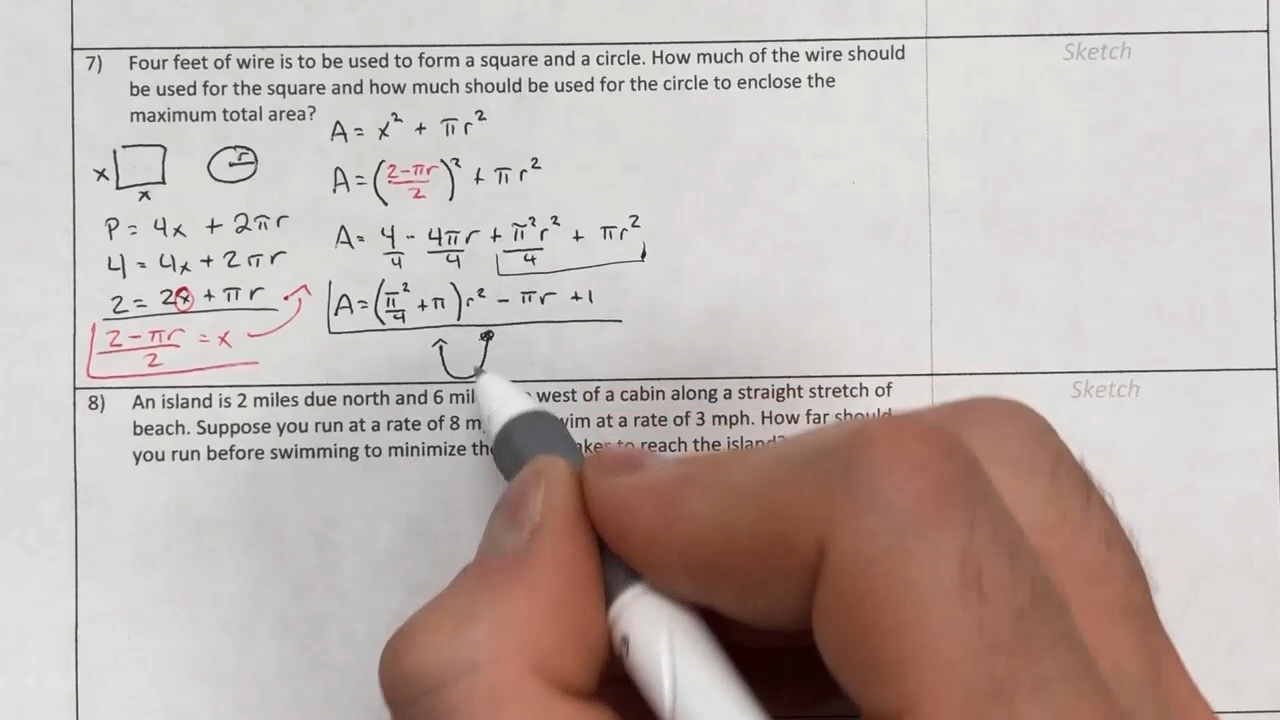 Sketch
7) Four feet of wire is to be used to form a square and a circle. How much of the wire should
be used for the square and how much should be used for the circle to enclose the
maximum total area?
x
x
r
P = 4x + 2πr
4 = 4x + 2πr
2 = 2x + πr
2-πr/2 = x
A = x² + πr²
A = (2-πr/2)² + πr²
A = 4/4 - 4πr/4 + π²r²/4 + πr²
A = (π²/4 + π)r² - πr + 1
Sketch
8) An island is 2 miles due north and 6 west of a cabin along a straight stretch of
beach. Suppose you run at a rate of 8 at a rate of 3 mph. How far should
you run before swimming to minimize to reach the island?